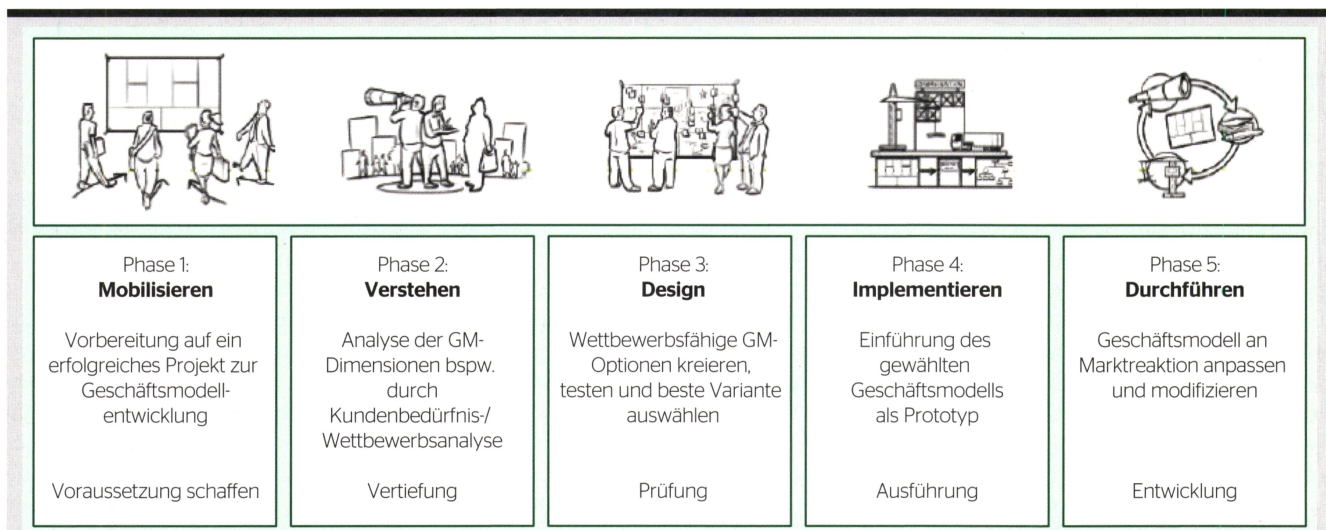 Phase 1:
Mobilisieren
Vorbereitung auf ein
erfolgreiches Projekt zur
Geschäftsmodell-
entwicklung
Voraussetzung schaffen
Phase 2:
Verstehen
Analyse der GM-
Dimensionen bspw.
durch
Kundenbedürfnis-/
Wettbewerbsanalyse
Vertiefung
Phase 3:
Design
Wettbewerbsfähige GM-
Optionen kreieren,
testen und beste Variante
auswählen
Prüfung
Phase 4:
Implementieren
Einführung des
gewählten
Geschäftsmodells
als Prototyp
Ausführung
Phase 5:
Durchführen
Geschäftsmodell an
Marktreaktion anpassen
und modifizieren
Entwicklung